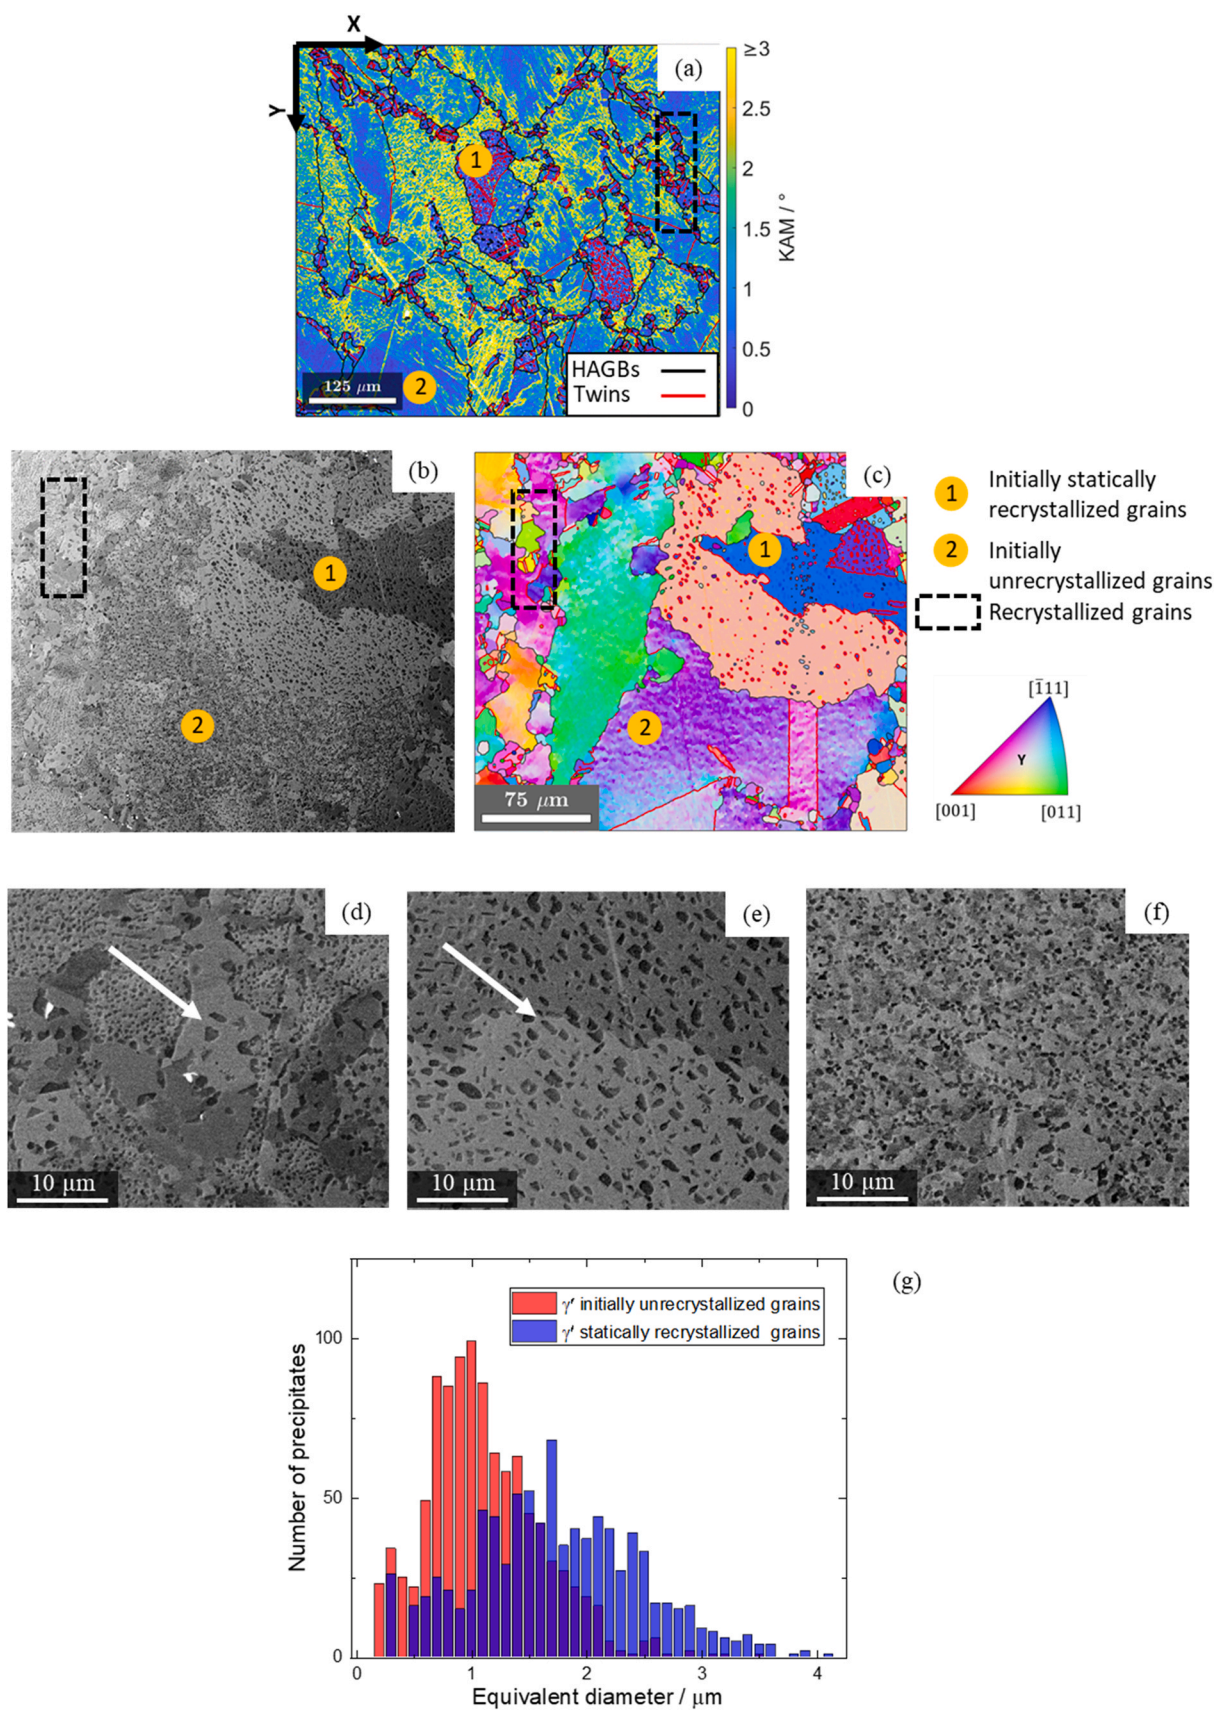 X
Y
(a)
≥3
2.5
2
1.5
1
0.5
0
KAM / °
1
2
125 μm
HAGBs
Twins
(b)
1
2
(c)
1
2
75 μm
1 Initially statically
recrystallized grains
2 Initially
unrecrystallized grains
Recrystallized grains
[1̅11]
Y
[001]
[011]
(d)
10 μm
(e)
10 μm
(f)
10 μm
(g)
γ′ initially unrecrystallized grains
γ′ statically recrystallized grains
100
50
0
Number of precipitates
0 1 2 3 4
Equivalent diameter / μm